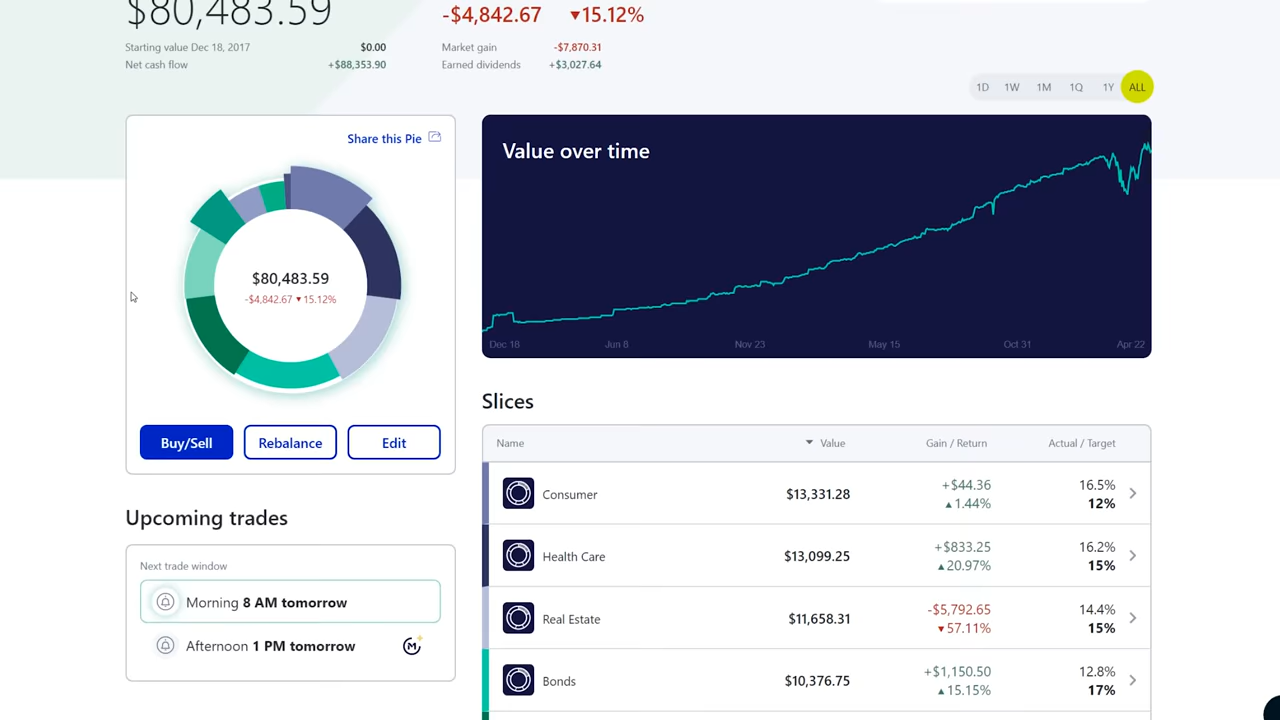 $80,483.59
-$4,842.67 ▼15.12%
Starting value Dec 18, 2017 $0.00
Net cash flow +$88,353.90
Market gain -$7,870.31
Earned dividends +$3,027.64
1D 1W 1M 1Q 1Y ALL
Share this Pie
$80,483.59
-$4,842.67 ▼15.12%
Buy/Sell Rebalance Edit
Upcoming trades
Next trade window
Morning 8 AM tomorrow
Afternoon 1 PM tomorrow
M
Value over time
Dec 18 Jun 8 Nov 23 May 15 Oct 31 Apr 22
Slices
Name ▼ Value Gain / Return Actual / Target
Consumer $13,331.28 +$44.36 16.5%
▲1.44% 12%
Health Care $13,099.25 +$833.25 16.2%
▲20.97% 15%
Real Estate $11,658.31 -$5,792.65 14.4%
▼57.11% 15%
Bonds $10,376.75 +$1,150.50 12.8%
▲15.15% 17%